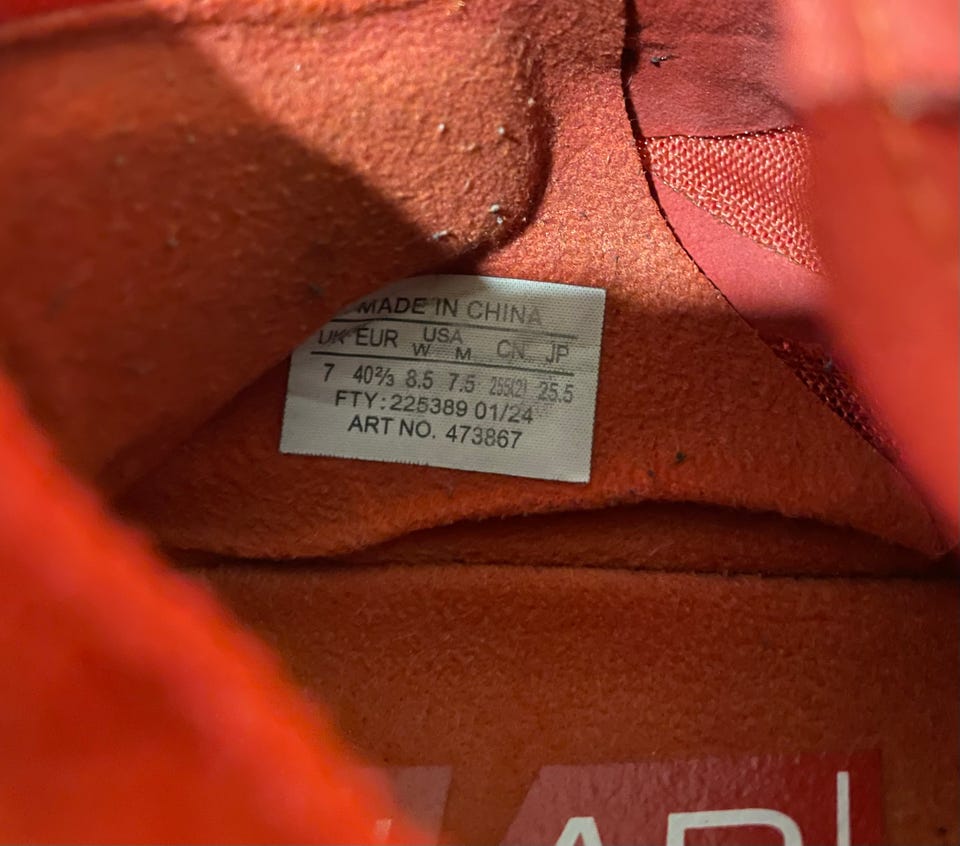 MADE IN CHINA
UK EUR USA CN JP
W M
7 40⅔ 8.5 7.5 255(2) 25.5
FTY: 225389 01/24
ART NO. 473867